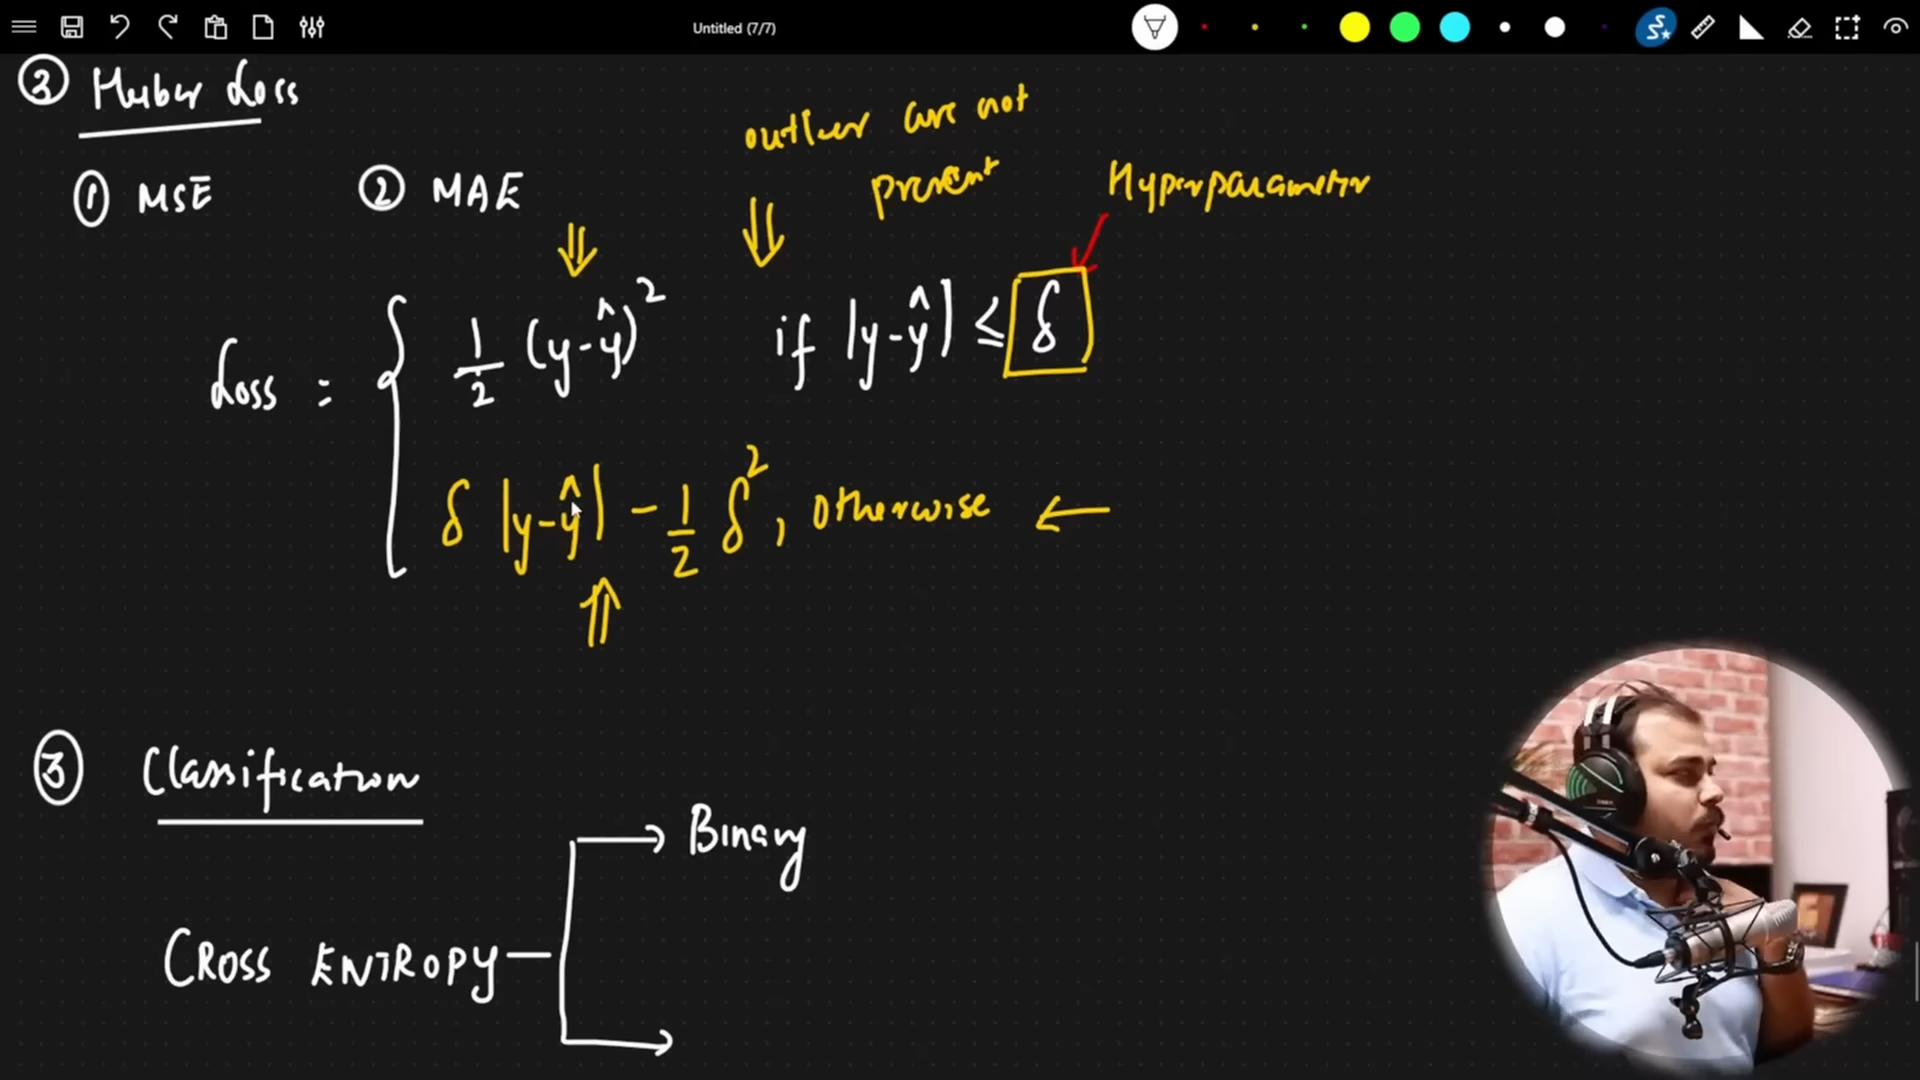 Untitled (7/7)
③ Huber Loss
outlier are not
present
① MSE ② MAE
Hyperparameter
Loss = { 1/2 (y-ŷ)² if |y-ŷ| ≤ δ
δ |y-ŷ| - 1/2 δ², otherwise ←
③ Classification
→ Binary
CROSS ENTROPY